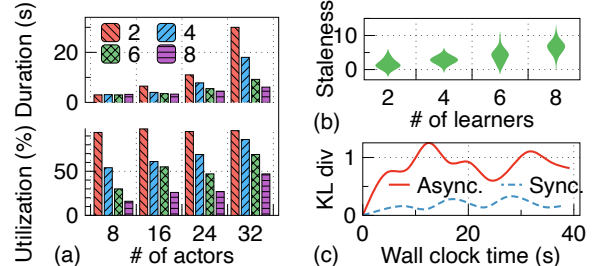 Duration (s)
20
0
2 4
6 8
Utilization (%)
50
0
8 16 24 32
(a) # of actors
Staleness
10
0
2 4 6 8
(b) # of learners
KL div
1
0
Async. Sync.
0 20 40
(c) Wall clock time (s)